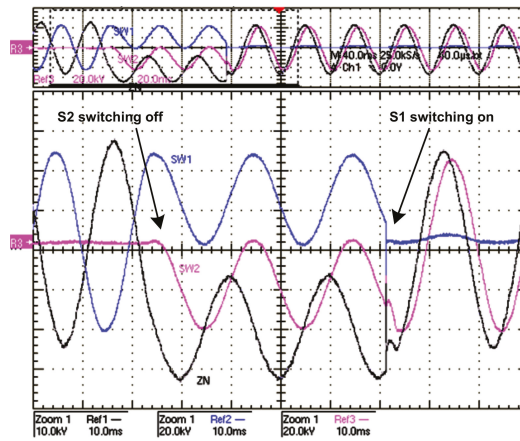 R3
SW1
SW2
Ref3 20.0kV 20.0ms
M 40.0ms 25.0kS/s 40.0µs/pt
A Ch1
ZN
S2 switching off
S1 switching on
SW1
R3
SW2
ZN
Zoom 1 Ref1 — Zoom 1 Ref2 — Zoom 1 Ref3 —
10.0kV 10.0ms 20.0kV 10.0ms 20.0kV 10.0ms